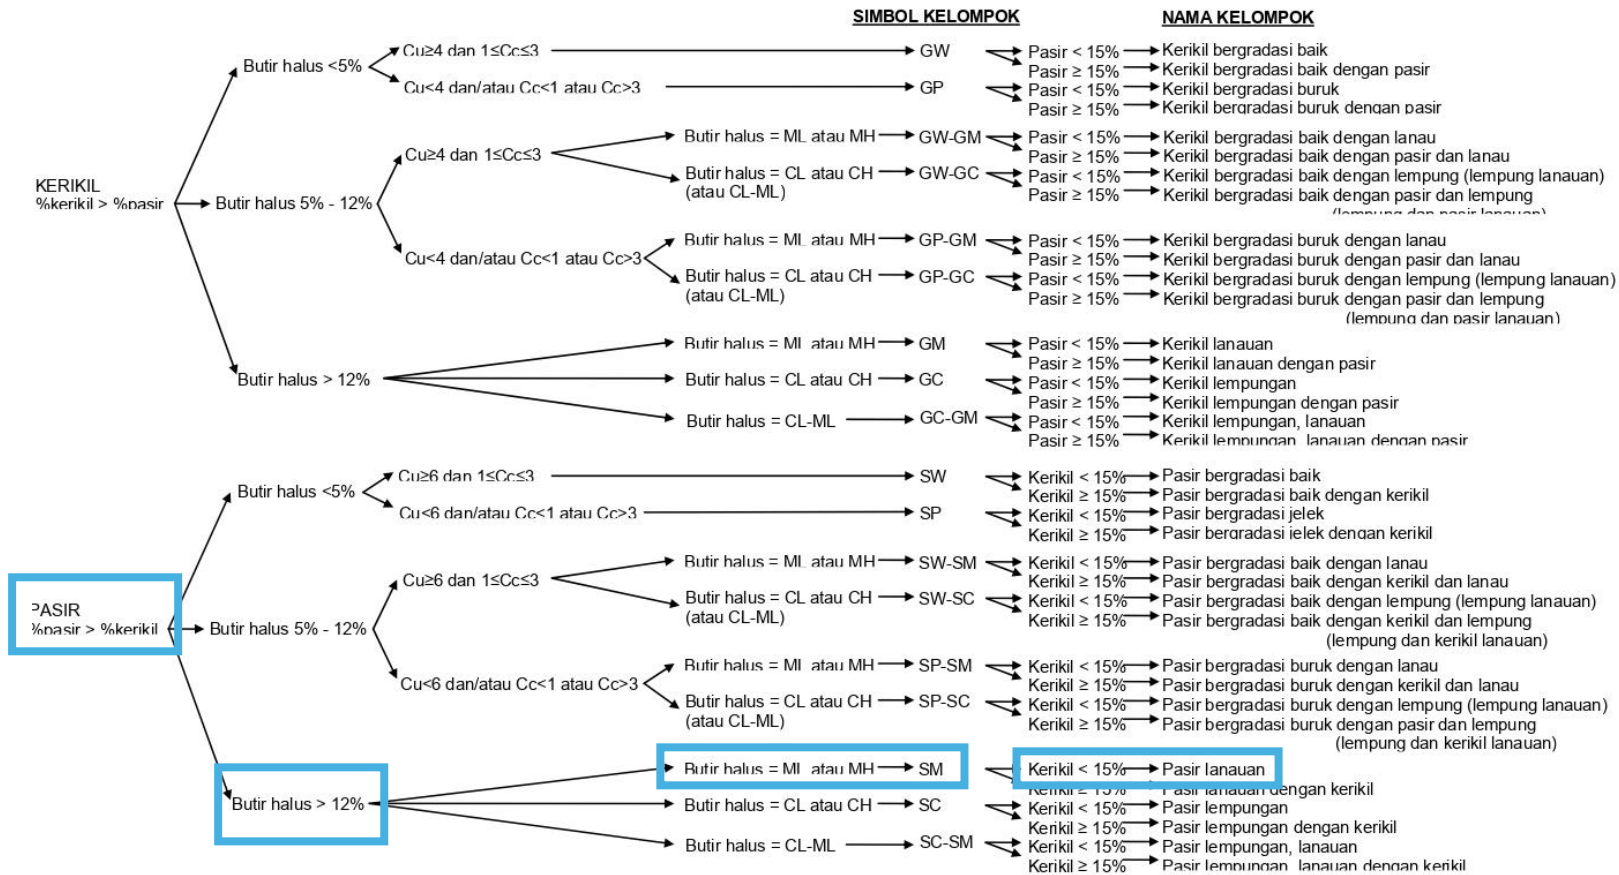 SIMBOL KELOMPOK NAMA KELOMPOK
Cu≥4 dan 1≤Cc≤3 GW Pasir < 15% Kerikil bergradasi baik
Butir halus <5% Pasir ≥ 15% Kerikil bergradasi baik dengan pasir
Cu<4 dan/atau Cc<1 atau Cc>3 GP Pasir < 15% Kerikil bergradasi buruk
Pasir ≥ 15% Kerikil bergradasi buruk dengan pasir
Butir halus = ML atau MH GW-GM Pasir < 15% Kerikil bergradasi baik dengan lanau
Cu≥4 dan 1≤Cc≤3 Pasir ≥ 15% Kerikil bergradasi baik dengan pasir dan lanau
Butir halus = CL atau CH GW-GC Pasir < 15% Kerikil bergradasi baik dengan lempung (lempung lanauan)
KERIKIL (atau CL-ML) Pasir ≥ 15% Kerikil bergradasi baik dengan pasir dan lempung
%kerikil > %pasir Butir halus 5% - 12% (lempung dan pasir lanauan)
Butir halus = ML atau MH GP-GM Pasir < 15% Kerikil bergradasi buruk dengan lanau
Cu<4 dan/atau Cc<1 atau Cc>3 Pasir ≥ 15% Kerikil bergradasi buruk dengan pasir dan lanau
Butir halus = CL atau CH GP-GC Pasir < 15% Kerikil bergradasi buruk dengan lempung (lempung lanauan)
(atau CL-ML) Pasir ≥ 15% Kerikil bergradasi buruk dengan pasir dan lempung
(lempung dan pasir lanauan)
Butir halus = ML atau MH GM Pasir < 15% Kerikil lanauan
Pasir ≥ 15% Kerikil lanauan dengan pasir
Butir halus > 12% Butir halus = CL atau CH GC Pasir < 15% Kerikil lempungan
Pasir ≥ 15% Kerikil lempungan dengan pasir
Butir halus = CL-ML GC-GM Pasir < 15% Kerikil lempungan, lanauan
Pasir ≥ 15% Kerikil lempungan, lanauan dengan pasir
Cu≥6 dan 1≤Cc≤3 SW Kerikil < 15% Pasir bergradasi baik
Butir halus <5% Kerikil ≥ 15% Pasir bergradasi baik dengan kerikil
Cu<6 dan/atau Cc<1 atau Cc>3 SP Kerikil < 15% Pasir bergradasi jelek
Kerikil ≥ 15% Pasir bergradasi jelek dengan kerikil
Butir halus = ML atau MH SW-SM Kerikil < 15% Pasir bergradasi baik dengan lanau
Cu≥6 dan 1≤Cc≤3 Kerikil ≥ 15% Pasir bergradasi baik dengan kerikil dan lanau
Butir halus = CL atau CH SW-SC Kerikil < 15% Pasir bergradasi baik dengan lempung (lempung lanauan)
PASIR (atau CL-ML) Kerikil ≥ 15% Pasir bergradasi baik dengan kerikil dan lempung
%pasir > %kerikil Butir halus 5% - 12% (lempung dan kerikil lanauan)
Butir halus = ML atau MH SP-SM Kerikil < 15% Pasir bergradasi buruk dengan lanau
Cu<6 dan/atau Cc<1 atau Cc>3 Kerikil ≥ 15% Pasir bergradasi buruk dengan kerikil dan lanau
Butir halus = CL atau CH SP-SC Kerikil < 15% Pasir bergradasi buruk dengan lempung (lempung lanauan)
(atau CL-ML) Kerikil ≥ 15% Pasir bergradasi buruk dengan pasir dan lempung
(lempung dan kerikil lanauan)
Butir halus = ML atau MH SM Kerikil < 15% Pasir lanauan
Kerikil ≥ 15% Pasir lanauan dengan kerikil
Butir halus > 12% Butir halus = CL atau CH SC Kerikil < 15% Pasir lempungan
Kerikil ≥ 15% Pasir lempungan dengan kerikil
Butir halus = CL-ML SC-SM Kerikil < 15% Pasir lempungan, lanauan
Kerikil ≥ 15% Pasir lempungan, lanauan dengan kerikil